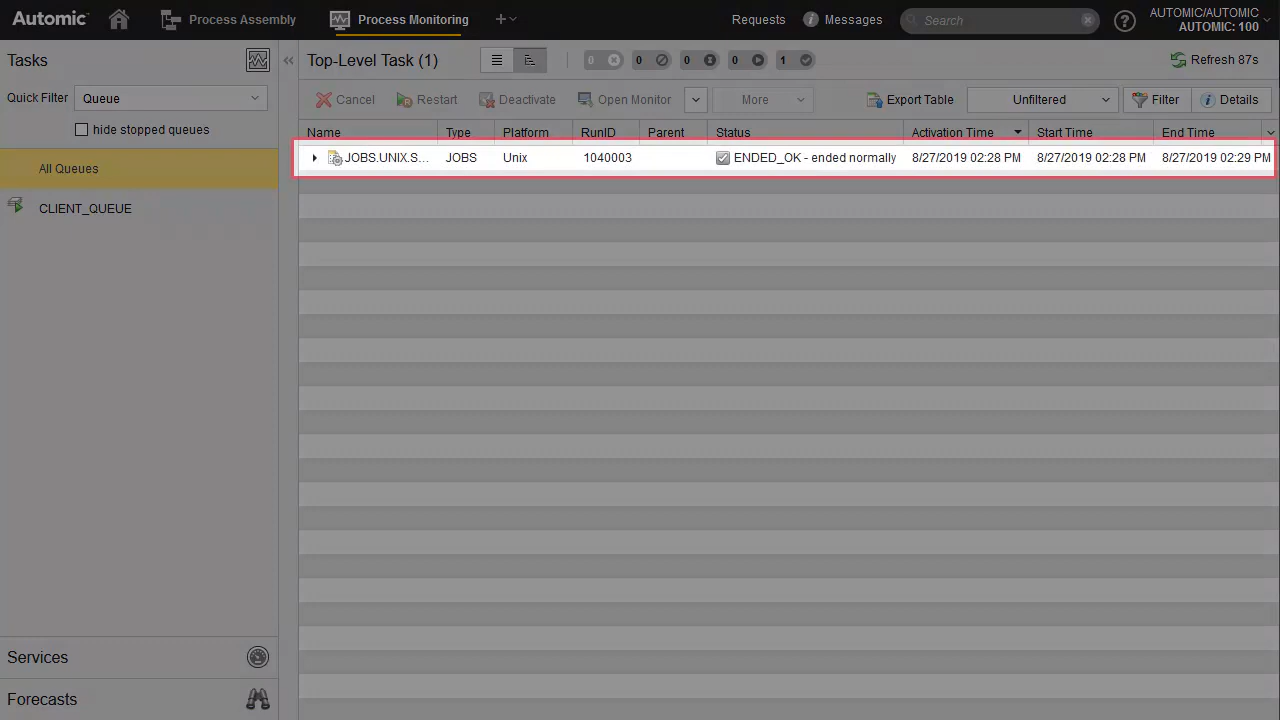 Automic Process Assembly Process Monitoring Requests Messages Search AUTOMIC/AUTOMIC
AUTOMIC: 100
Tasks Top-Level Task (1) 0 0 0 0 1 Refresh 87s
Quick Filter Queue Cancel Restart Deactivate Open Monitor More Export Table Unfiltered Filter Details
hide stopped queues
Name Type Platform RunID Parent Status Activation Time Start Time End Time
JOBS.UNIX.S... JOBS Unix 1040003 ENDED_OK - ended normally 8/27/2019 02:28 PM 8/27/2019 02:28 PM 8/27/2019 02:29 PM
All Queues
CLIENT_QUEUE
Services
Forecasts